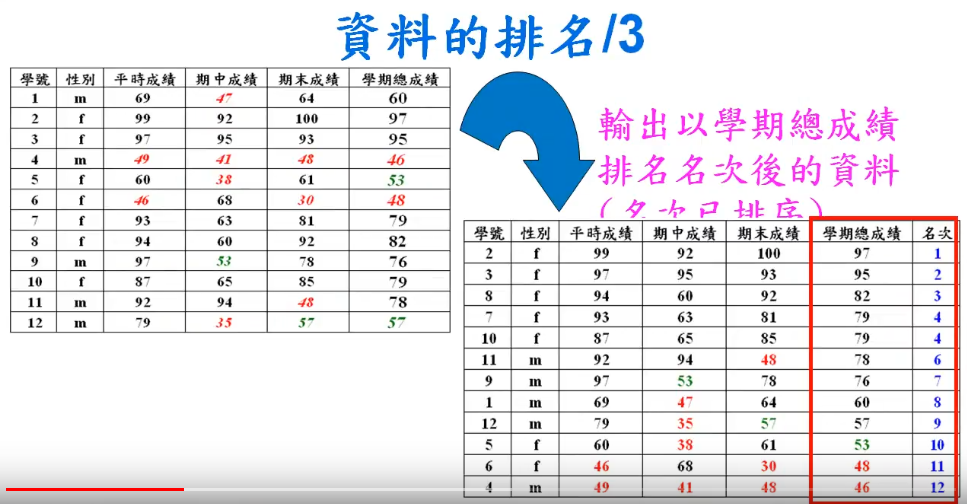 資料的排名/3
學號 性別 平時成績 期中成績 期末成績 學期總成績
1 m 69 47 64 60
2 f 99 92 100 97
3 f 97 95 93 95
4 m 49 41 48 46
5 f 60 38 61 53
6 f 46 68 30 48
7 f 93 63 81 79
8 f 94 60 92 82
9 m 97 53 78 76
10 f 87 65 85 79
11 m 92 94 48 78
12 m 79 35 57 57
輸出以學期總成績
排名名次後的資料
(名次已排序)
學號 性別 平時成績 期中成績 期末成績 學期總成績 名次
2 f 99 92 100 97 1
3 f 97 95 93 95 2
8 f 94 60 92 82 3
7 f 93 63 81 79 4
10 f 87 65 85 79 4
11 m 92 94 48 78 6
9 m 97 53 78 76 7
1 m 69 47 64 60 8
12 m 79 35 57 57 9
5 f 60 38 61 53 10
6 f 46 68 30 48 11
4 m 49 41 48 46 12